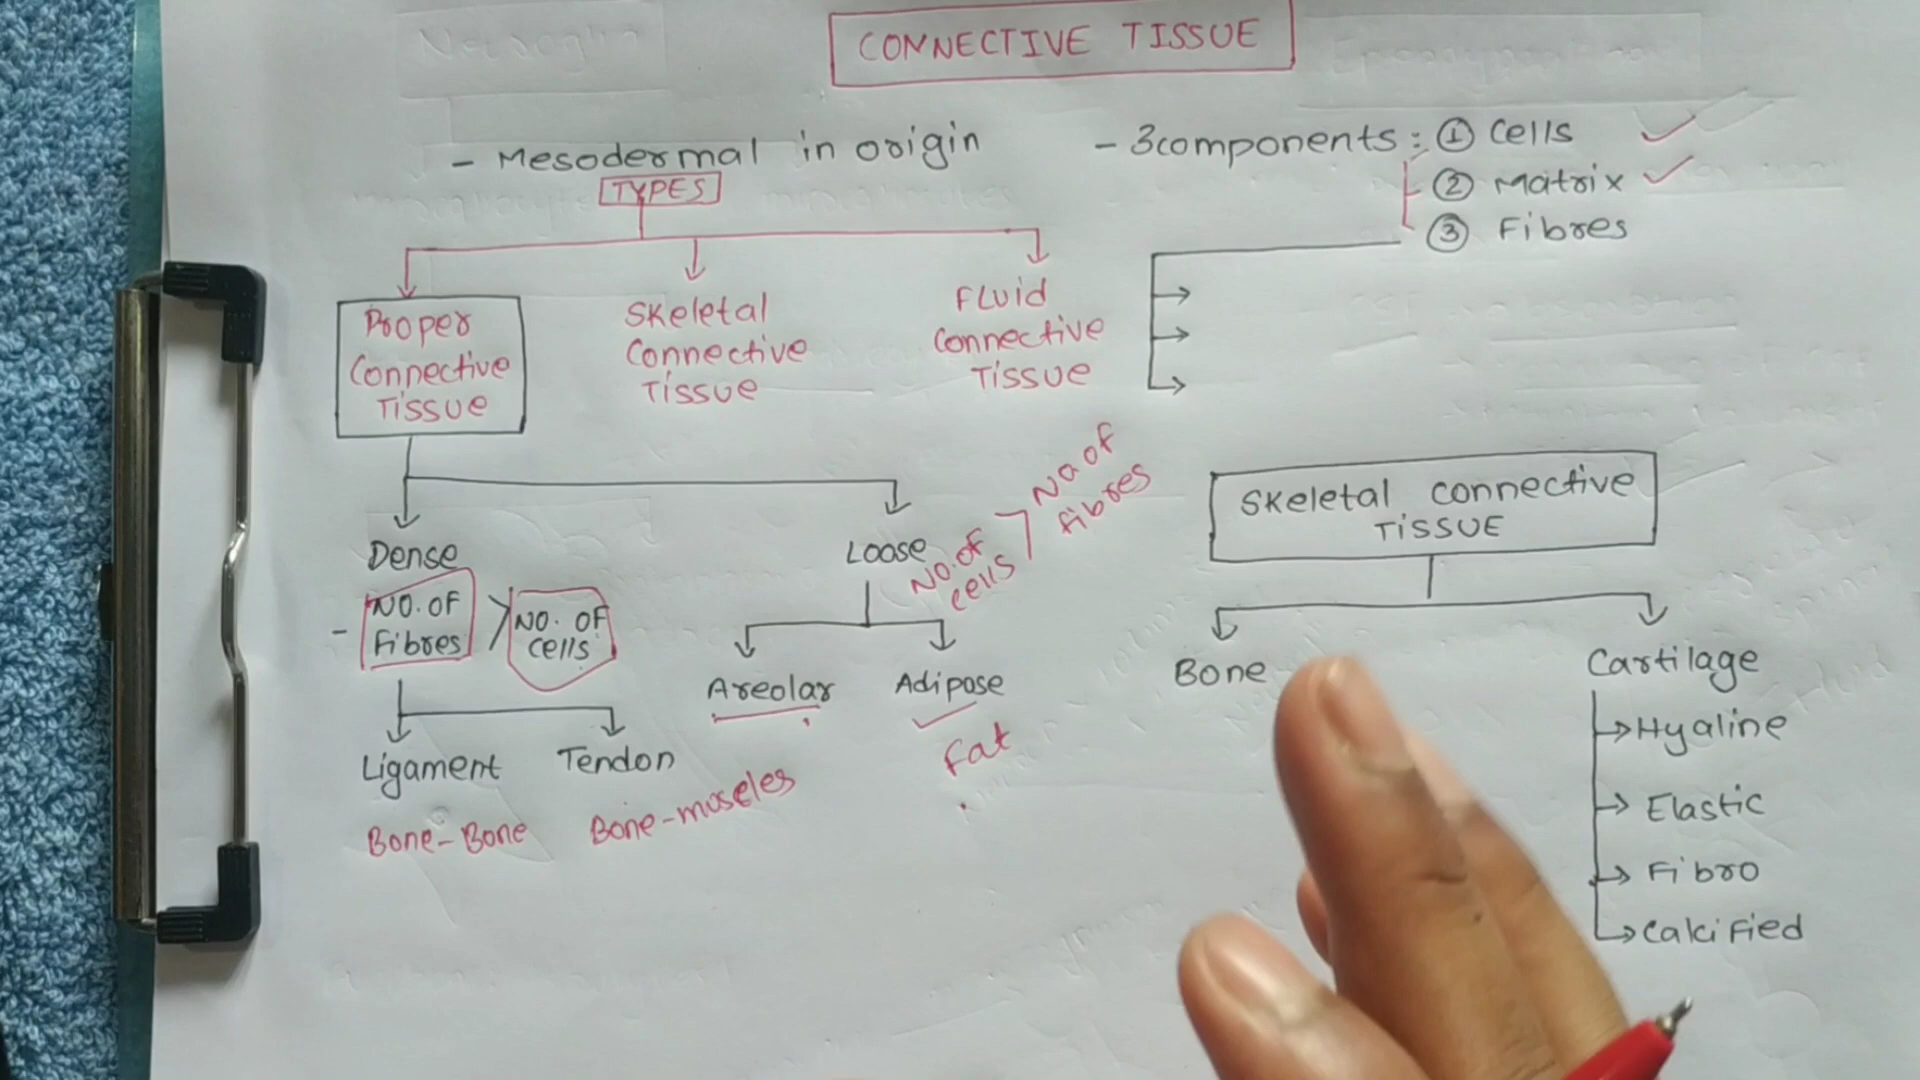 CONNECTIVE TISSUE
- Mesodermal in origin
- 3components : ① Cells
② Matrix
③ Fibres
TYPES
Proper
Connective
Tissue
Skeletal
Connective
Tissue
Fluid
Connective
Tissue
Dense
- NO. OF
Fibres
>
NO. OF
Cells
Ligament
Tendon
Bone-Bone
Bone-muscles
Loose
NO. of
cells
>
No of
fibres
Areolar
Adipose
Fat
Skeletal connective
TISSUE
Bone
Cartilage
Hyaline
Elastic
Fibro
Calcified